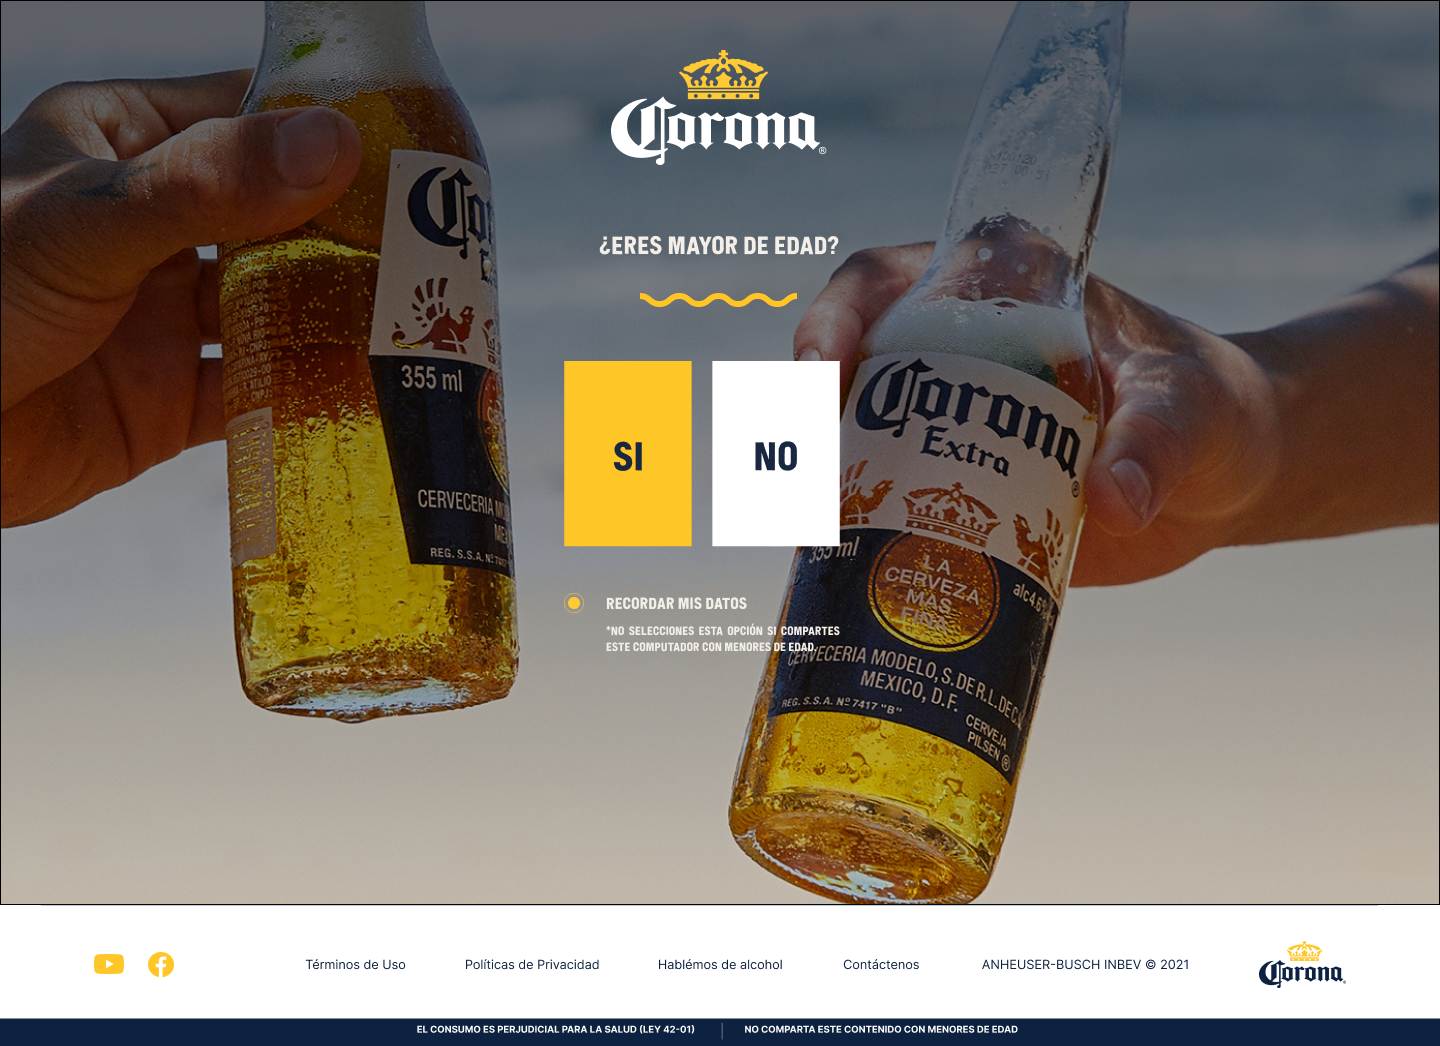 Corona®
¿ERES MAYOR DE EDAD?
SI
NO
RECORDAR MIS DATOS
*NO SELECCIONES ESTA OPCIÓN SI COMPARTES
ESTE COMPUTADOR CON MENORES DE EDAD.
355 ml
CERVECERIA
REG. S.S.A. Nº
Corona®
Extra
355 ml
LA
CERVEZA
MAS
FINA
alc4.6º
CERVECERIA MODELO, S. DE R.L. DE C.
MEXICO, D.F.
REG. S.S.A. Nº 7417 "B"
CERVEJA
PILSEN
Términos de Uso
Políticas de Privacidad
Hablémos de alcohol
Contáctenos
ANHEUSER-BUSCH INBEV © 2021
Corona®
EL CONSUMO ES PERJUDICIAL PARA LA SALUD (LEY 42-01)
NO COMPARTA ESTE CONTENIDO CON MENORES DE EDAD